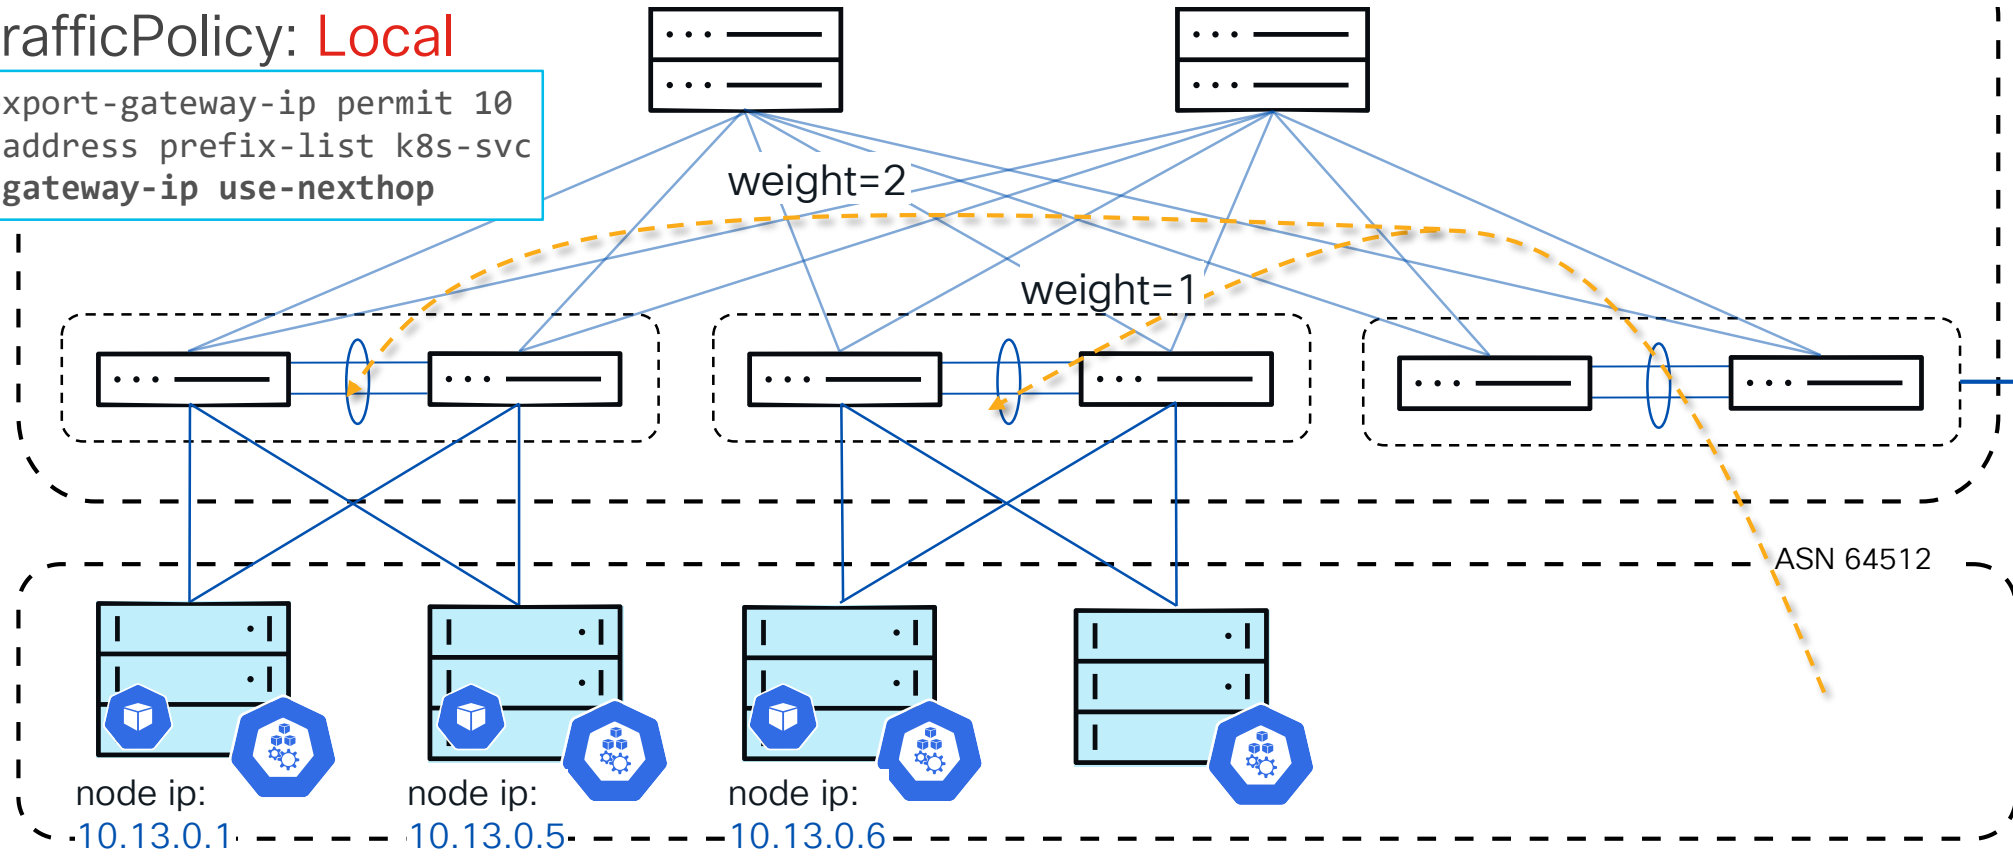 rafficPolicy: Local
xport-gateway-ip permit 10
address prefix-list k8s-svc
gateway-ip use-nexthop
weight=2
weight=1
ASN 64512
node ip:
10.13.0.1
node ip:
10.13.0.5
node ip:
10.13.0.6